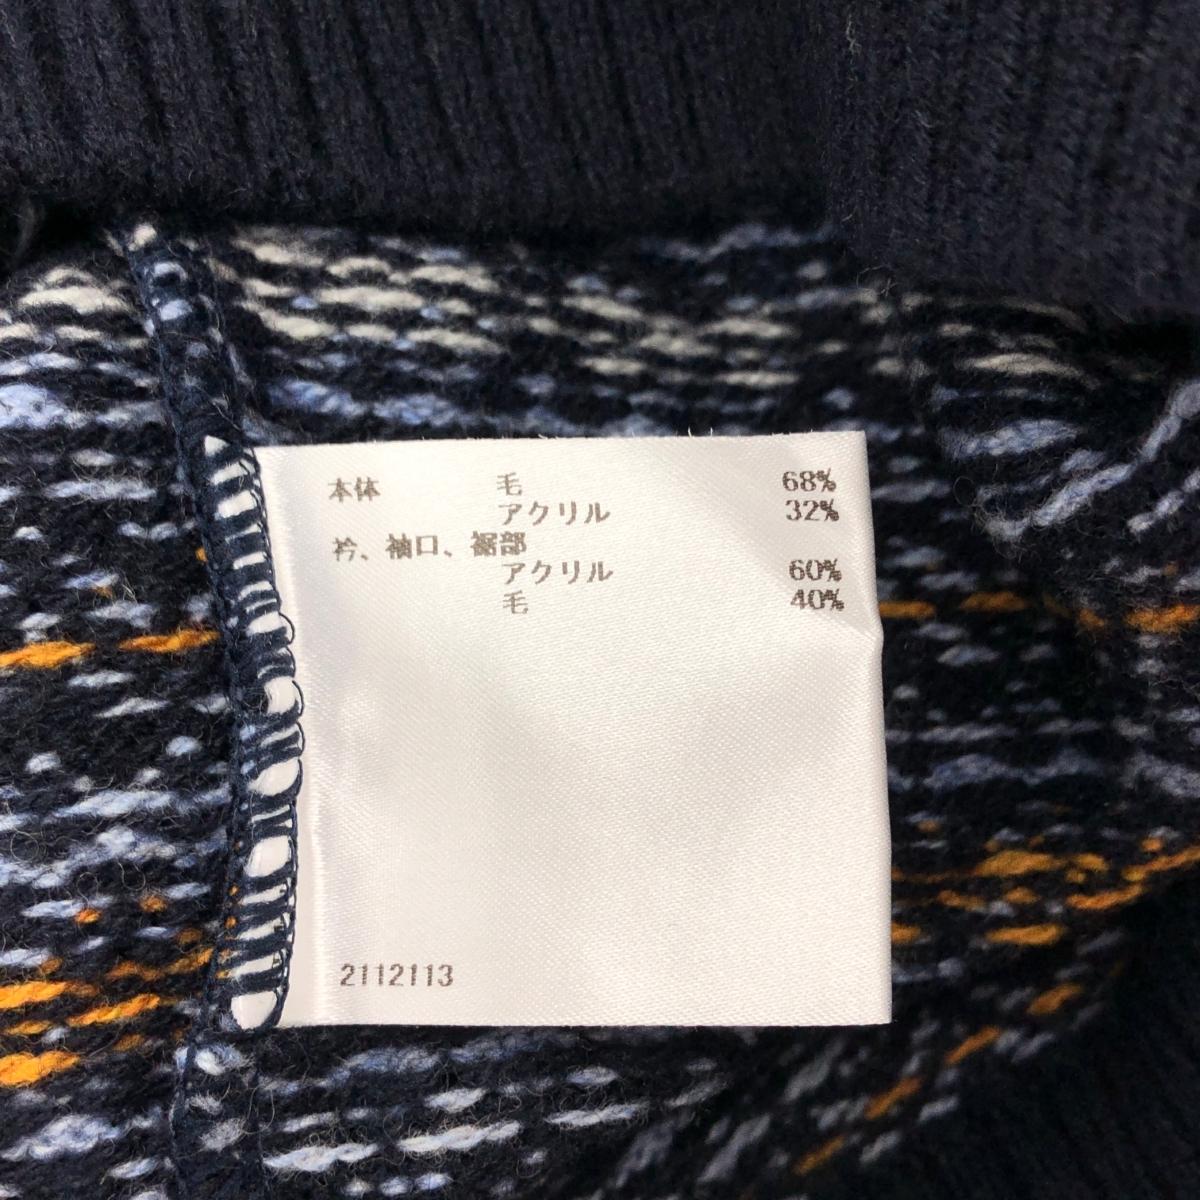 本体 毛 68%
アクリル 32%
衿、袖口、裾部
アクリル 60%
毛 40%
2112113